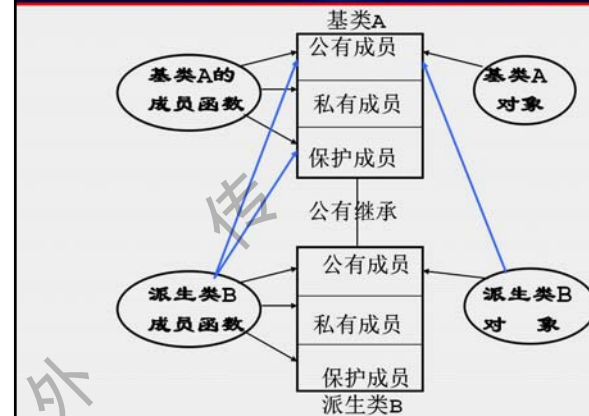 基类A
公有成员
私有成员
保护成员
基类A的
成员函数
基类A
对象
公有继承
公有成员
私有成员
保护成员
派生类B
成员函数
派生类B
对 象
派生类B
传
外